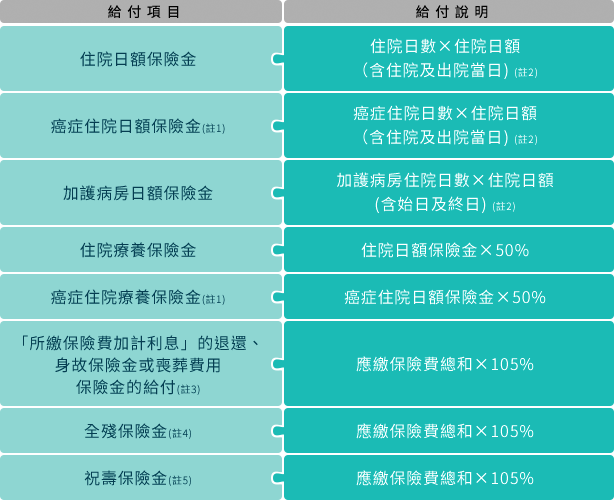 給付項目
給付說明
住院日額保險金
住院日數×住院日額
(含住院及出院當日) (註2)
癌症住院日額保險金(註1)
癌症住院日數×住院日額
(含住院及出院當日) (註2)
加護病房日額保險金
加護病房住院日數×住院日額
(含始日及終日) (註2)
住院療養保險金
住院日額保險金×50%
癌症住院療養保險金(註1)
癌症住院日額保險金×50%
「所繳保險費加計利息」的退還、
身故保險金或喪葬費用
保險金的給付(註3)
應繳保險費總和×105%
全殘保險金(註4)
應繳保險費總和×105%
祝壽保險金(註5)
應繳保險費總和×105%